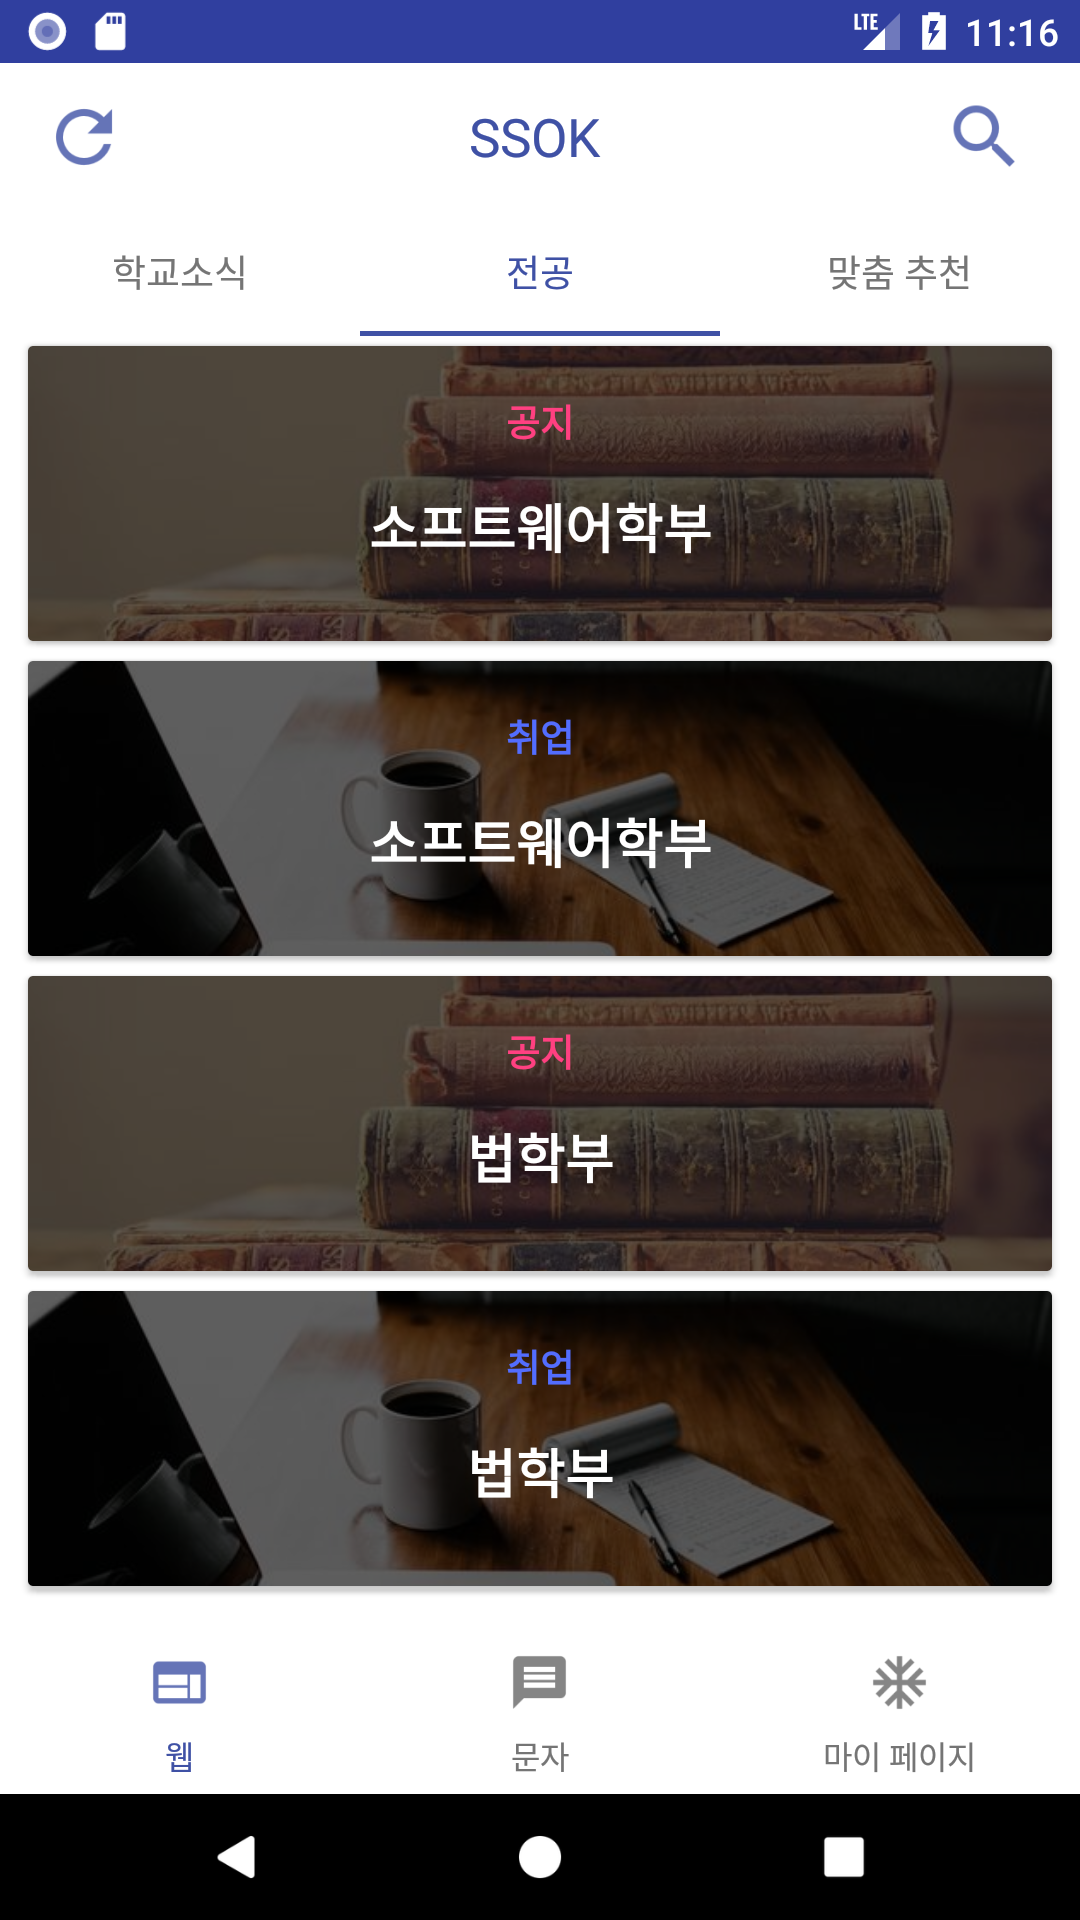 LTE 11:16
SSOK
학교소식 전공 맞춤 추천
공지
소프트웨어학부
취업
소프트웨어학부
공지
법학부
취업
법학부
웹 문자 마이 페이지